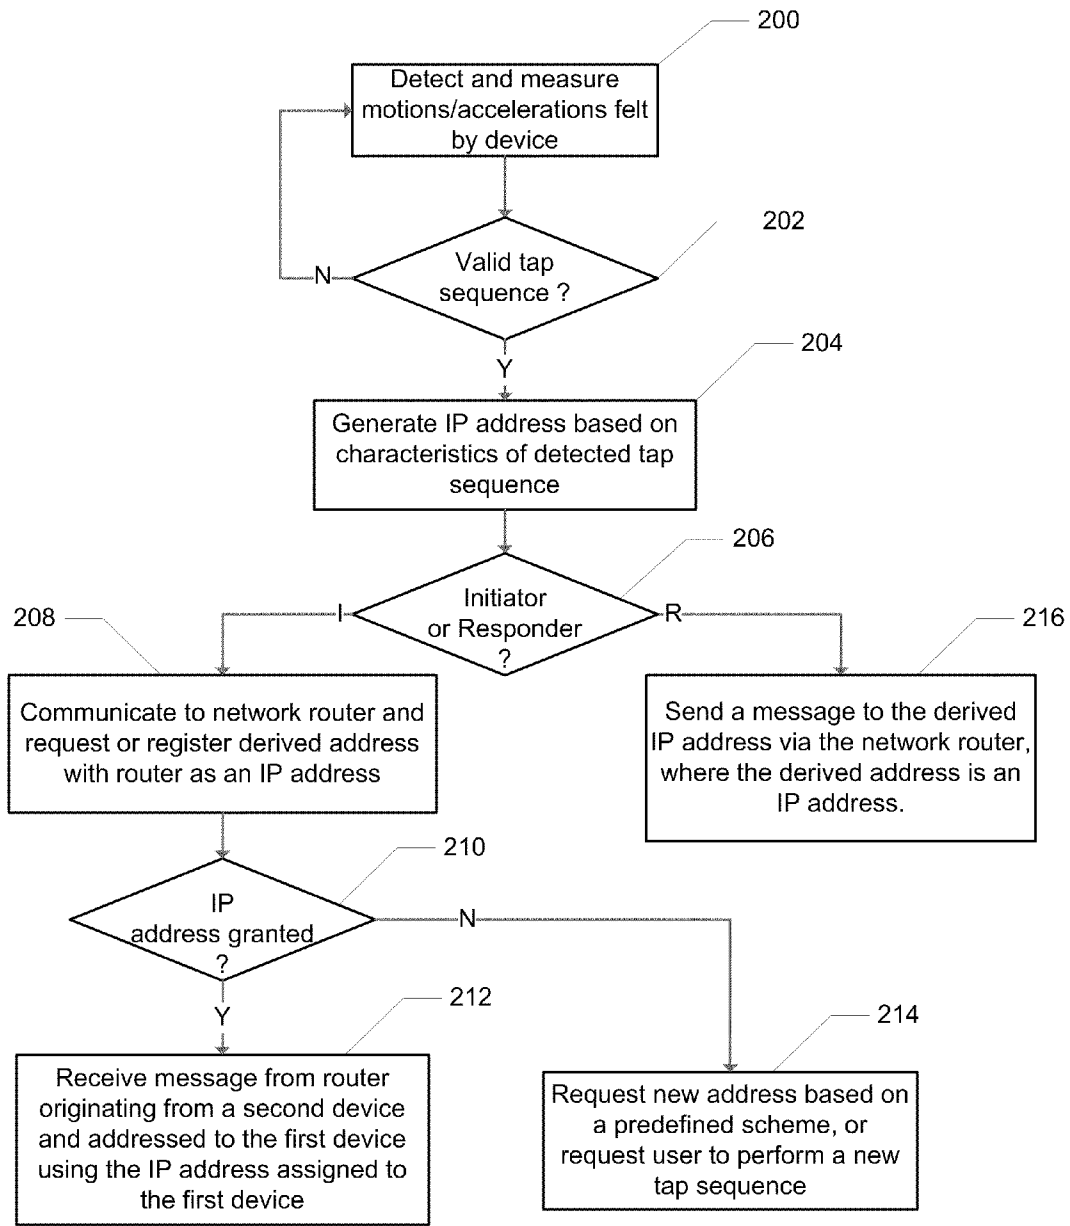 200
Detect and measure
motions/accelerations felt
by device
202
Valid tap
sequence ?
N
Y
204
Generate IP address based on
characteristics of detected tap
sequence
206
Initiator
or Responder
?
I
R
208
Communicate to network router and
request or register derived address
with router as an IP address
216
Send a message to the derived
IP address via the network router,
where the derived address is an
IP address.
210
IP
address granted
?
N
Y
212
Receive message from router
originating from a second device
and addressed to the first device
using the IP address assigned to
the first device
214
Request new address based on
a predefined scheme, or
request user to perform a new
tap sequence